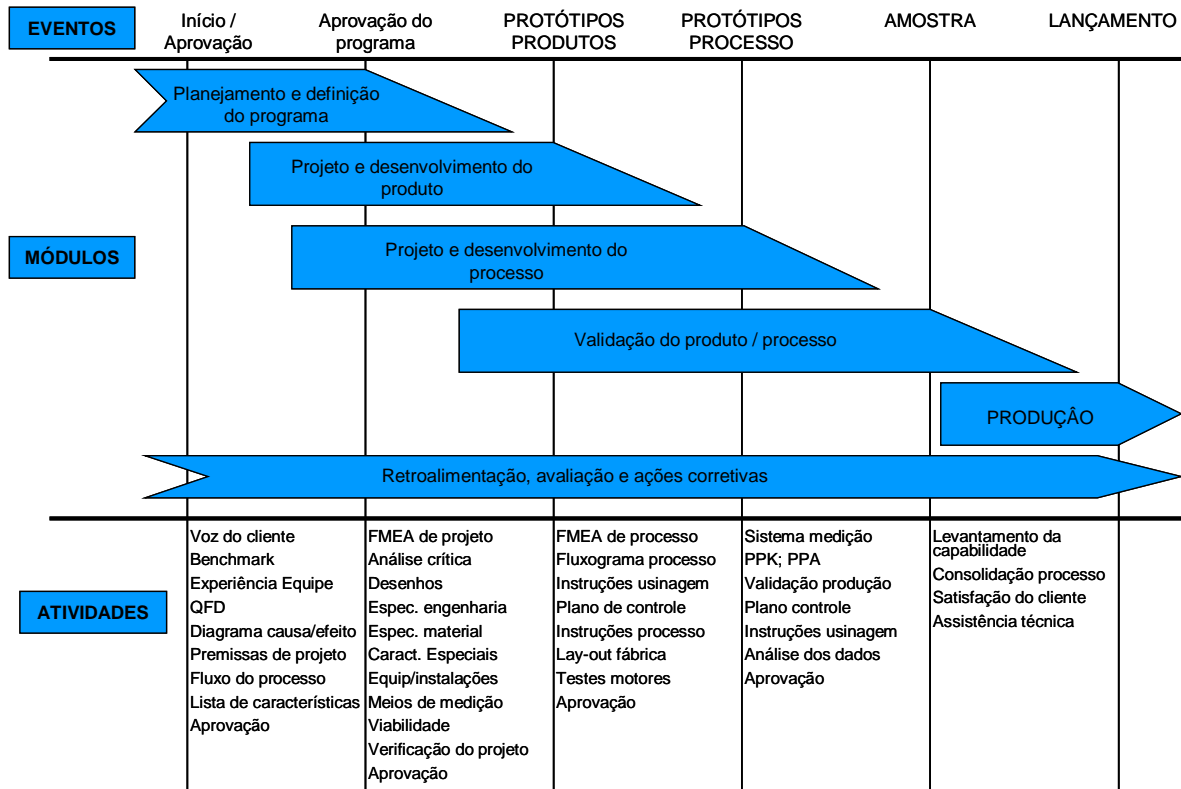 EVENTOS
Início /
Aprovação
Aprovação do
programa
PROTÓTIPOS
PRODUTOS
PROTÓTIPOS
PROCESSO
AMOSTRA
LANÇAMENTO
Planejamento e definição
do programa
Projeto e desenvolvimento do
produto
MÓDULOS
Projeto e desenvolvimento do
processo
Validação do produto / processo
PRODUÇÂO
Retroalimentação, avaliação e ações corretivas
ATIVIDADES
Voz do cliente
Benchmark
Experiência Equipe
QFD
Diagrama causa/efeito
Premissas de projeto
Fluxo do processo
Lista de características
Aprovação
FMEA de projeto
Análise crítica
Desenhos
Espec. engenharia
Espec. material
Caract. Especiais
Equip/instalações
Meios de medição
Viabilidade
Verificação do projeto
Aprovação
FMEA de processo
Fluxograma processo
Instruções usinagem
Plano de controle
Instruções processo
Lay-out fábrica
Testes motores
Aprovação
Sistema medição
PPK; PPA
Validação produção
Plano controle
Instruções usinagem
Análise dos dados
Aprovação
Levantamento da
capabilidade
Consolidação processo
Satisfação do cliente
Assistência técnica